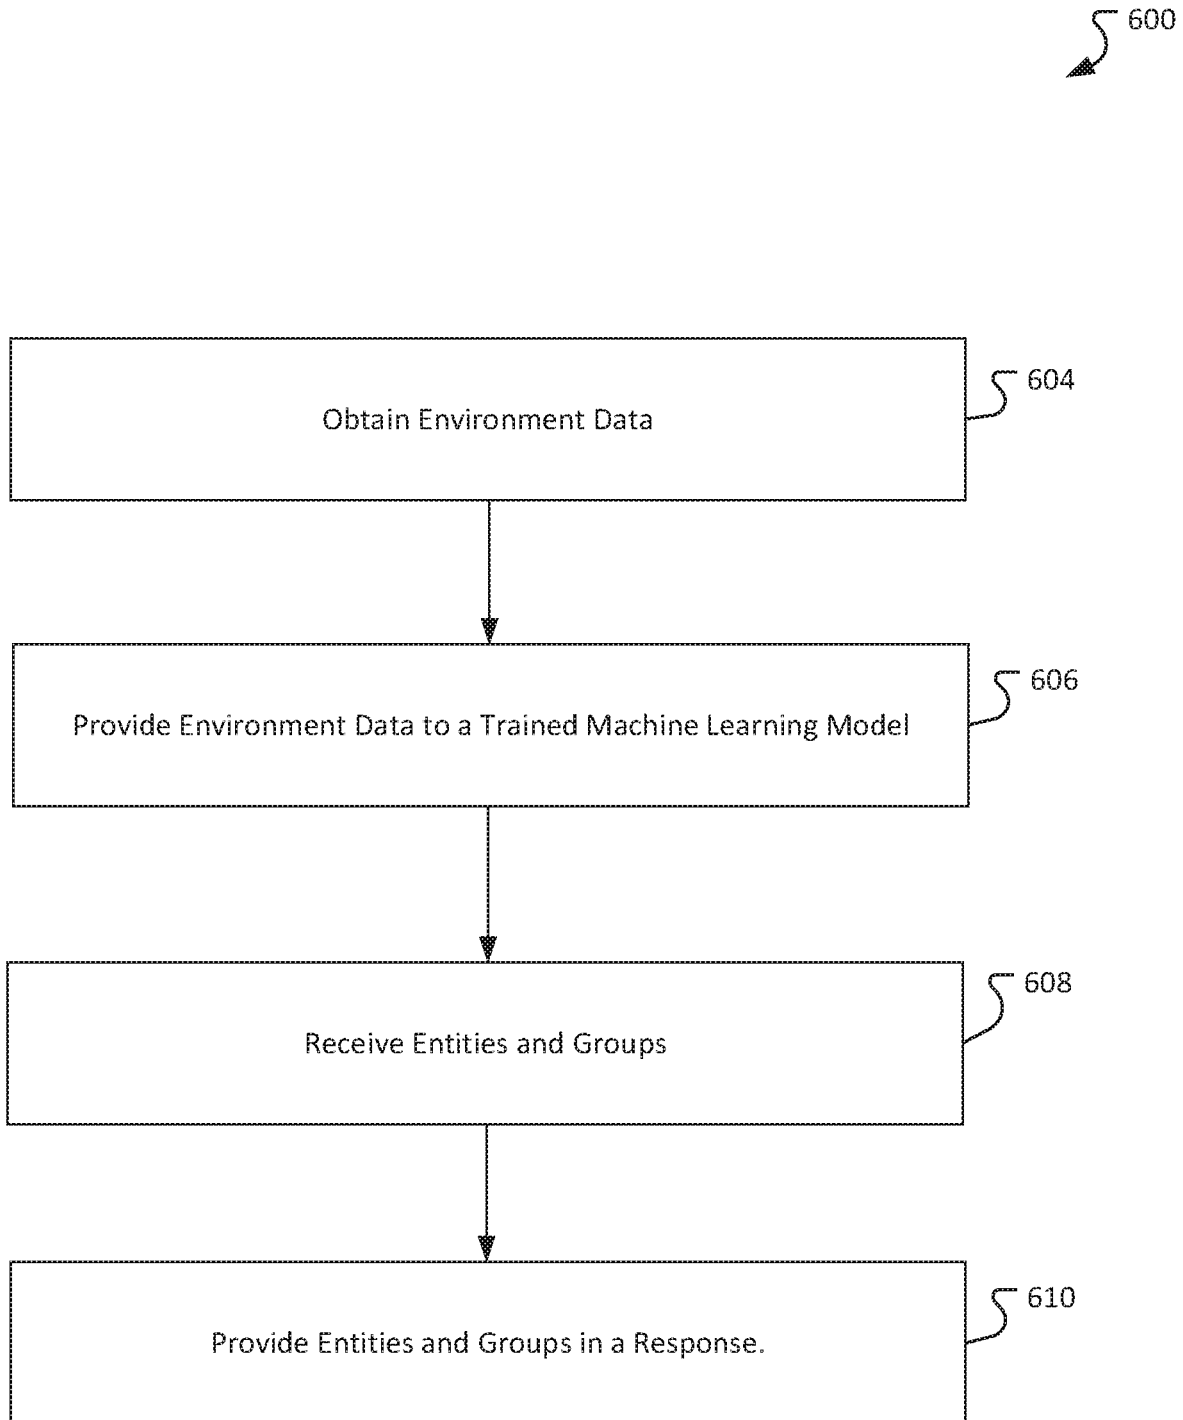 600
Obtain Environment Data
604
Provide Environment Data to a Trained Machine Learning Model
606
Receive Entities and Groups
608
Provide Entities and Groups in a Response.
610